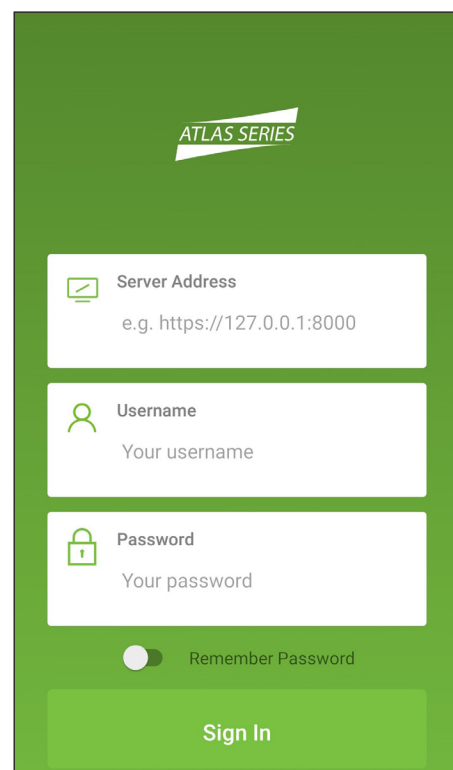 ATLAS SERIES
Server Address
e.g. https://127.0.0.1:8000
Username
Your username
Password
Your password
Remember Password
Sign In